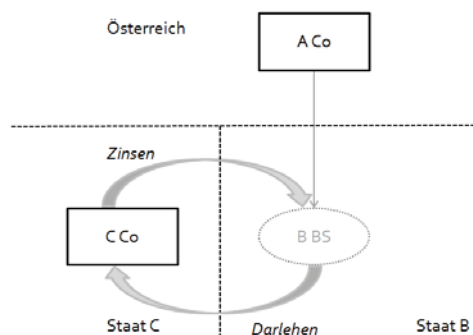 Österreich
A Co
Zinsen
C Co
B BS
Staat C
Darlehen
Staat B